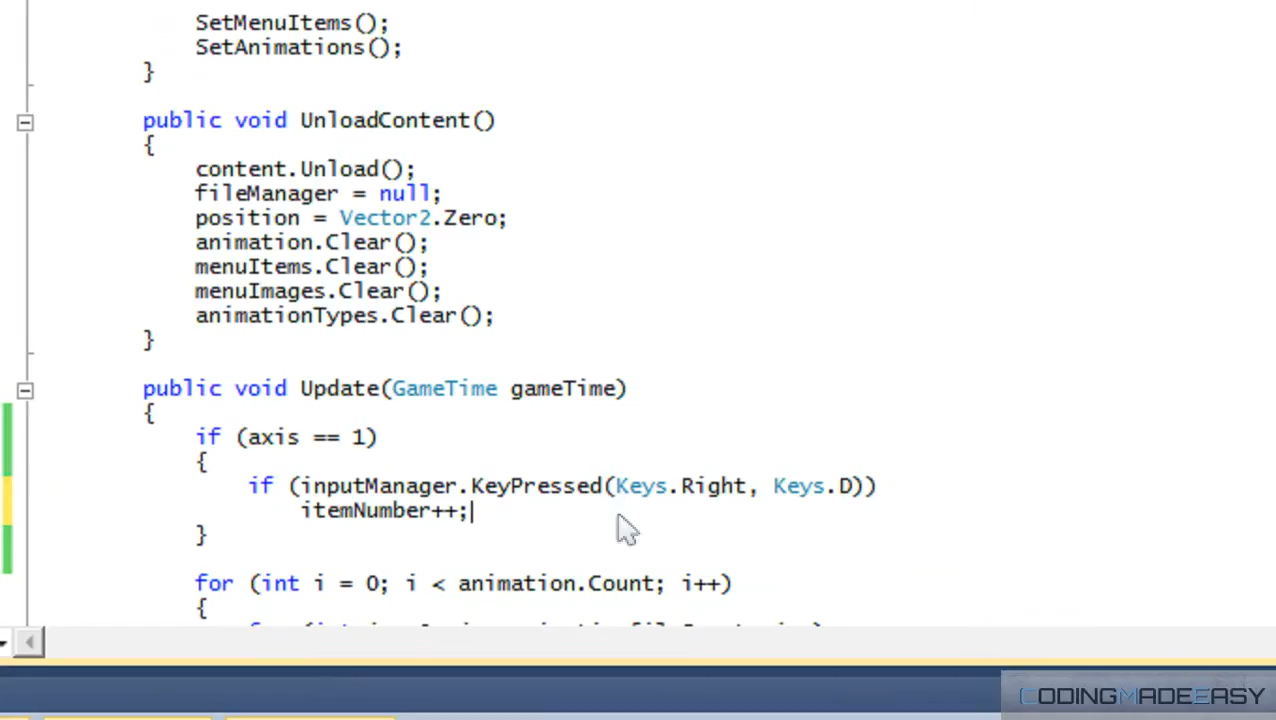 SetMenuItems();
SetAnimations();
}
public void UnloadContent()
{
content.Unload();
fileManager = null;
position = Vector2.Zero;
animation.Clear();
menuItems.Clear();
menuImages.Clear();
animationTypes.Clear();
}
public void Update(GameTime gameTime)
{
if (axis == 1)
{
if (inputManager.KeyPressed(Keys.Right, Keys.D))
itemNumber++;
}
for (int i = 0; i < animation.Count; i++)
{
CODINGMADEEASY